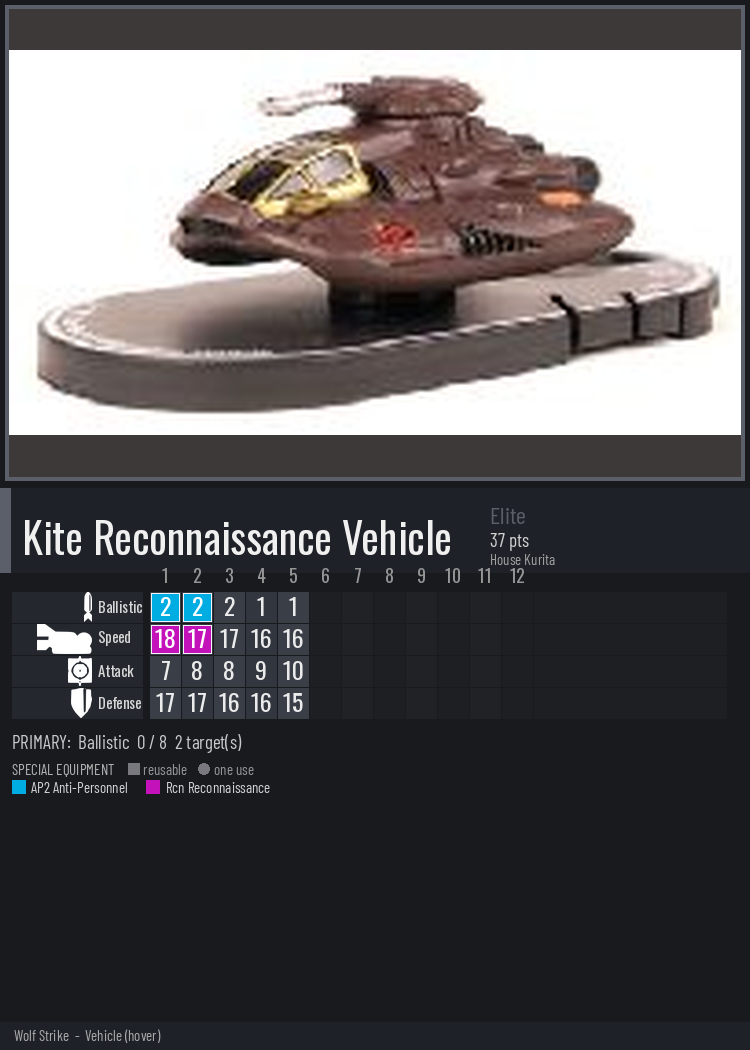 Kite Reconnaissance Vehicle
Elite
37 pts
House Kurita
1 2 3 4 5 6 7 8 9 10 11 12
Ballistic 2 2 2 1 1
Speed 18 17 17 16 16
Attack 7 8 8 9 10
Defense 17 17 16 16 15
PRIMARY: Ballistic 0 / 8 2 target(s)
SPECIAL EQUIPMENT reusable one use
AP2 Anti-Personnel Rcn Reconnaissance
Wolf Strike - Vehicle (hover)